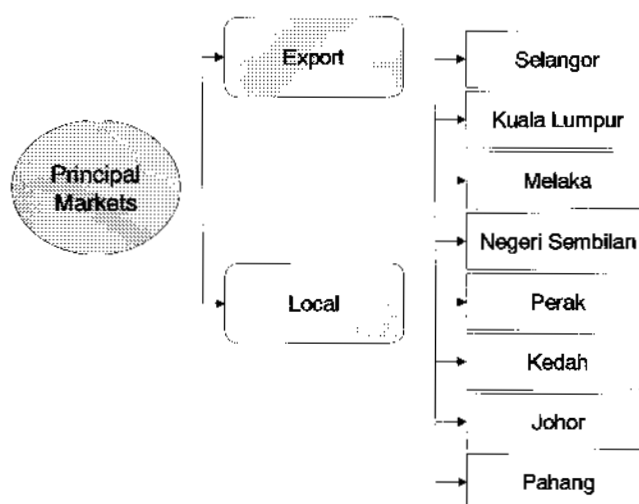 Principal
Markets
Export
Local
Selangor
Kuala Lumpur
Melaka
Negeri Sembilan
Perak
Kedah
Johor
Pahang